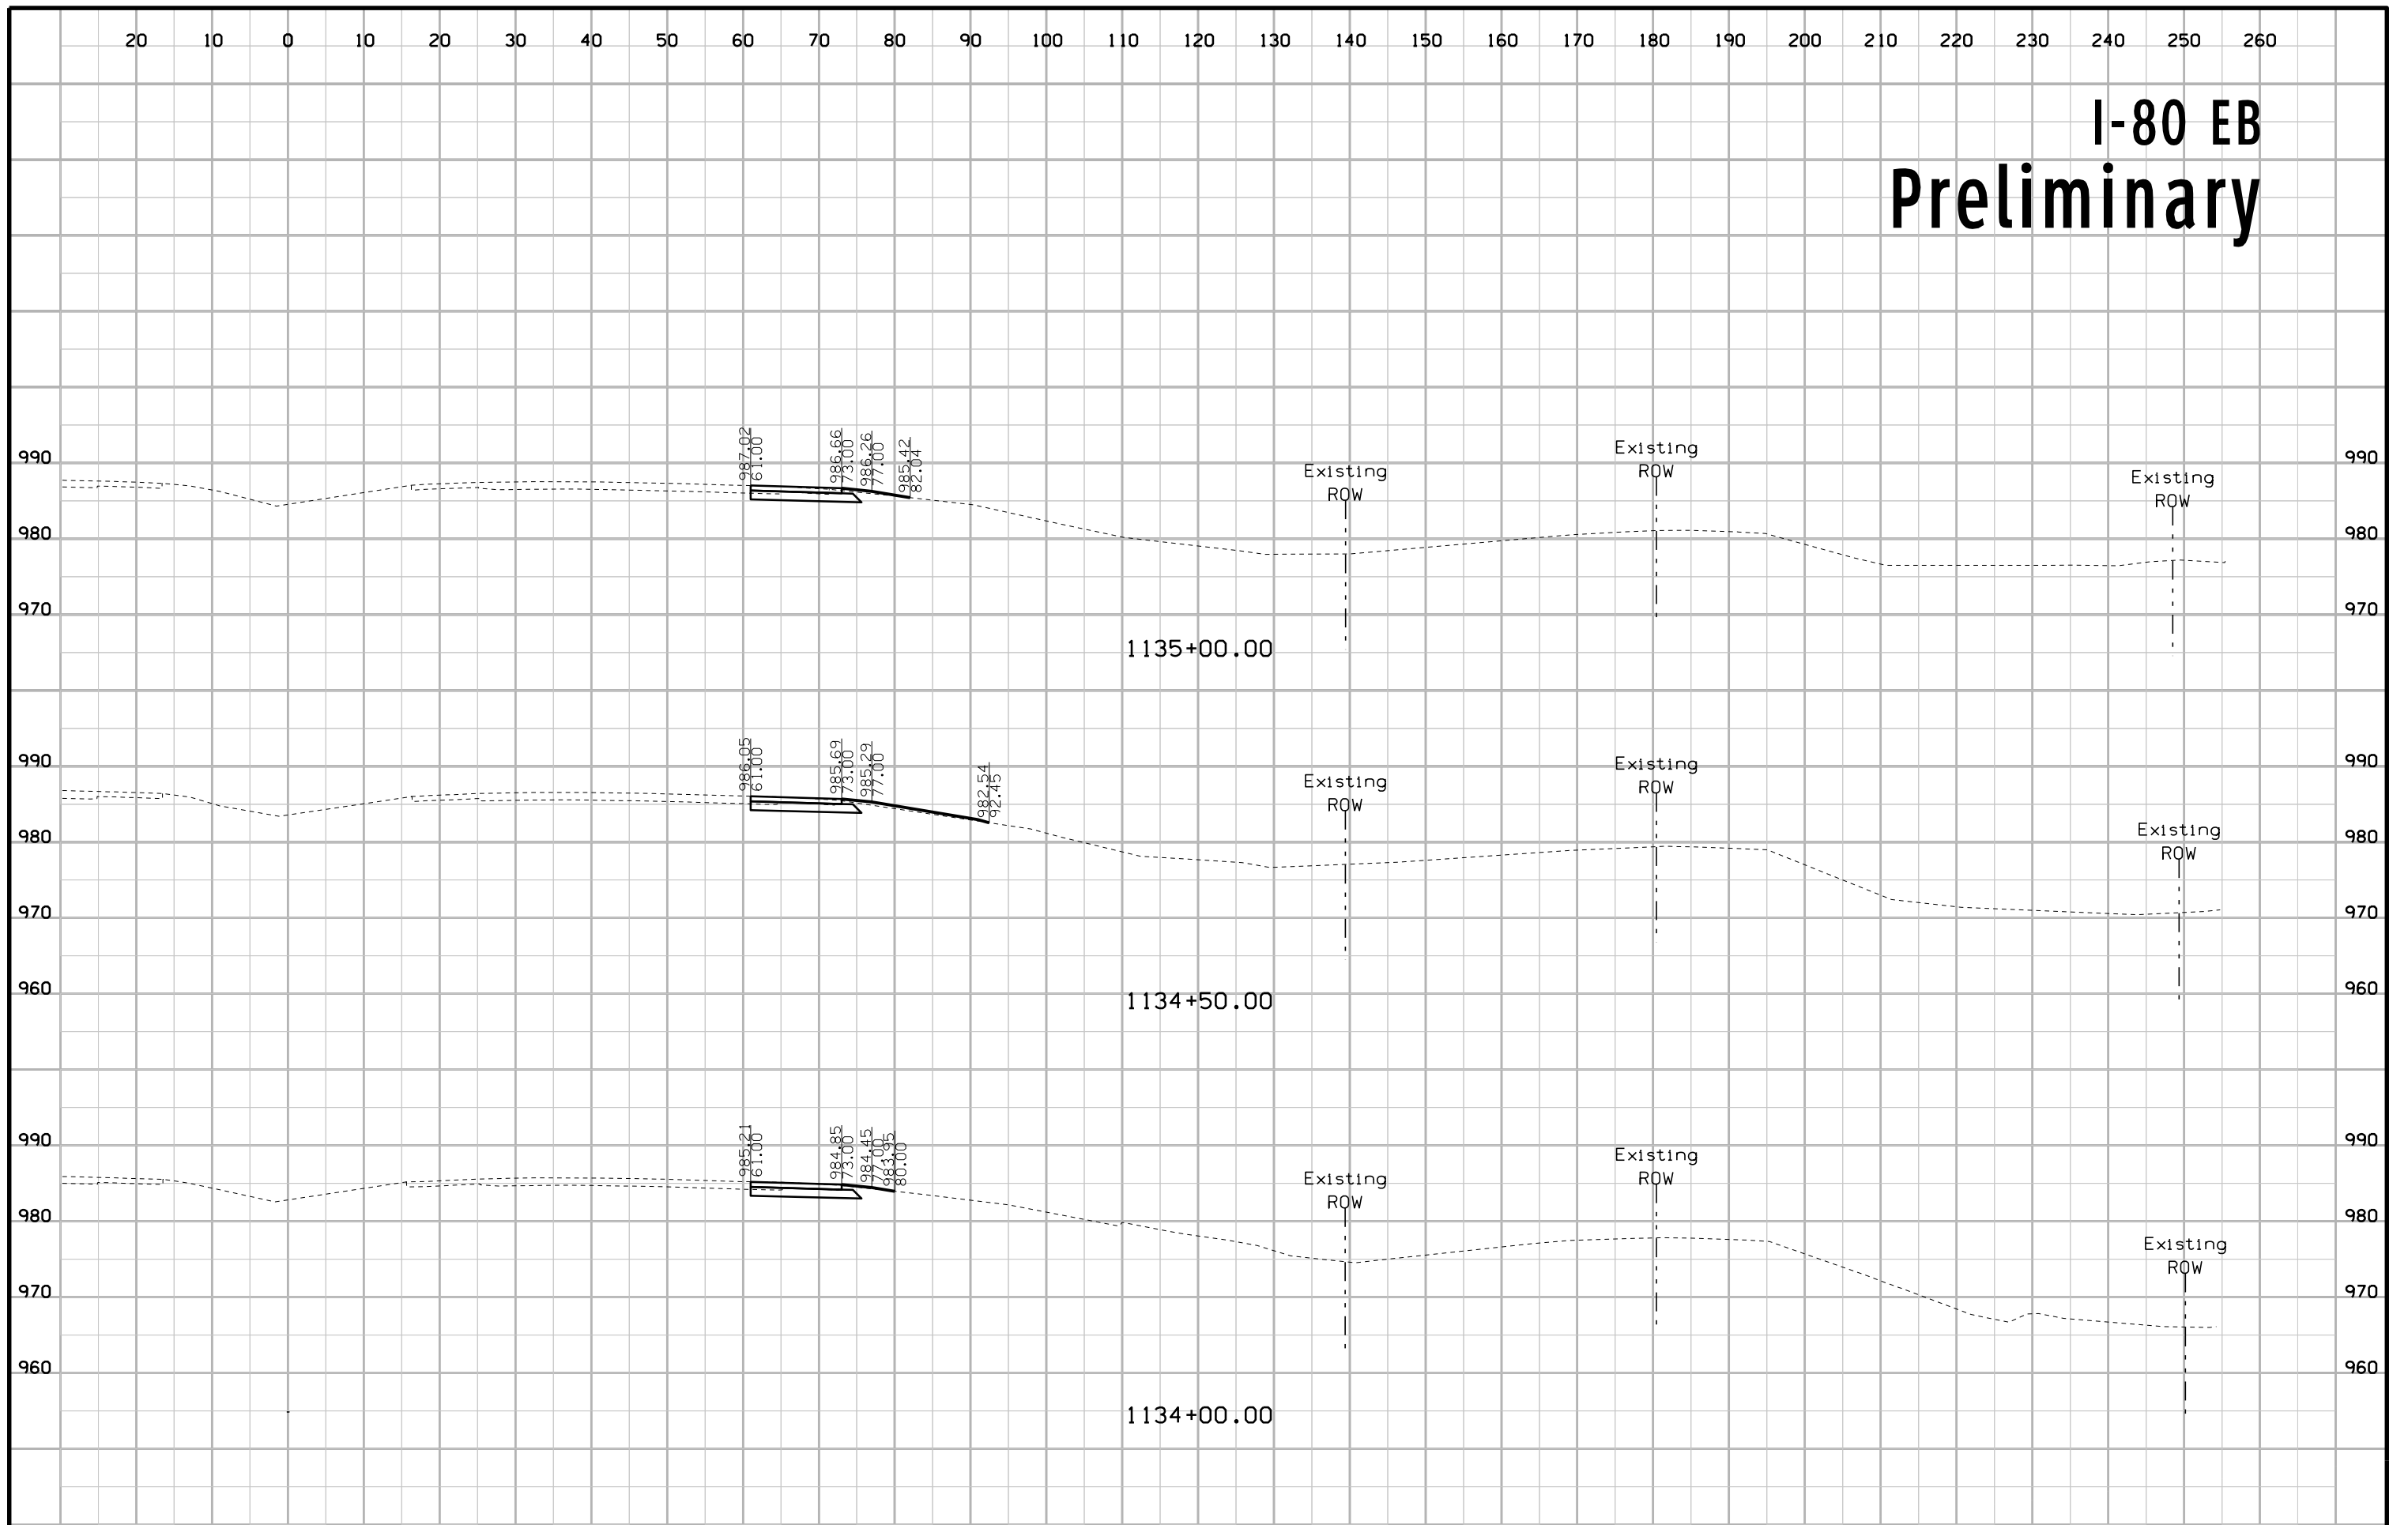 20 10 0 10 20 30 40 50 60 70 80 90 100 110 120 130 140 150 160 170 180 190 200 210 220 230 240 250 260
I-80 EB
Preliminary
987.02
61.00
986.66
73.00
986.26
77.00
985.42
82.04
Existing
ROW
Existing
ROW
Existing
ROW
990 990
980 980
970 970
1135+00.00
986.05
61.00
985.69
73.00
985.29
77.00
982.54
92.45
Existing
ROW
Existing
ROW
Existing
ROW
990 990
980 980
970 970
960 960
1134+50.00
985.21
61.00
984.85
73.00
984.45
77.00
983.95
80.00
Existing
ROW
Existing
ROW
Existing
ROW
990 990
980 980
970 970
960 960
1134+00.00